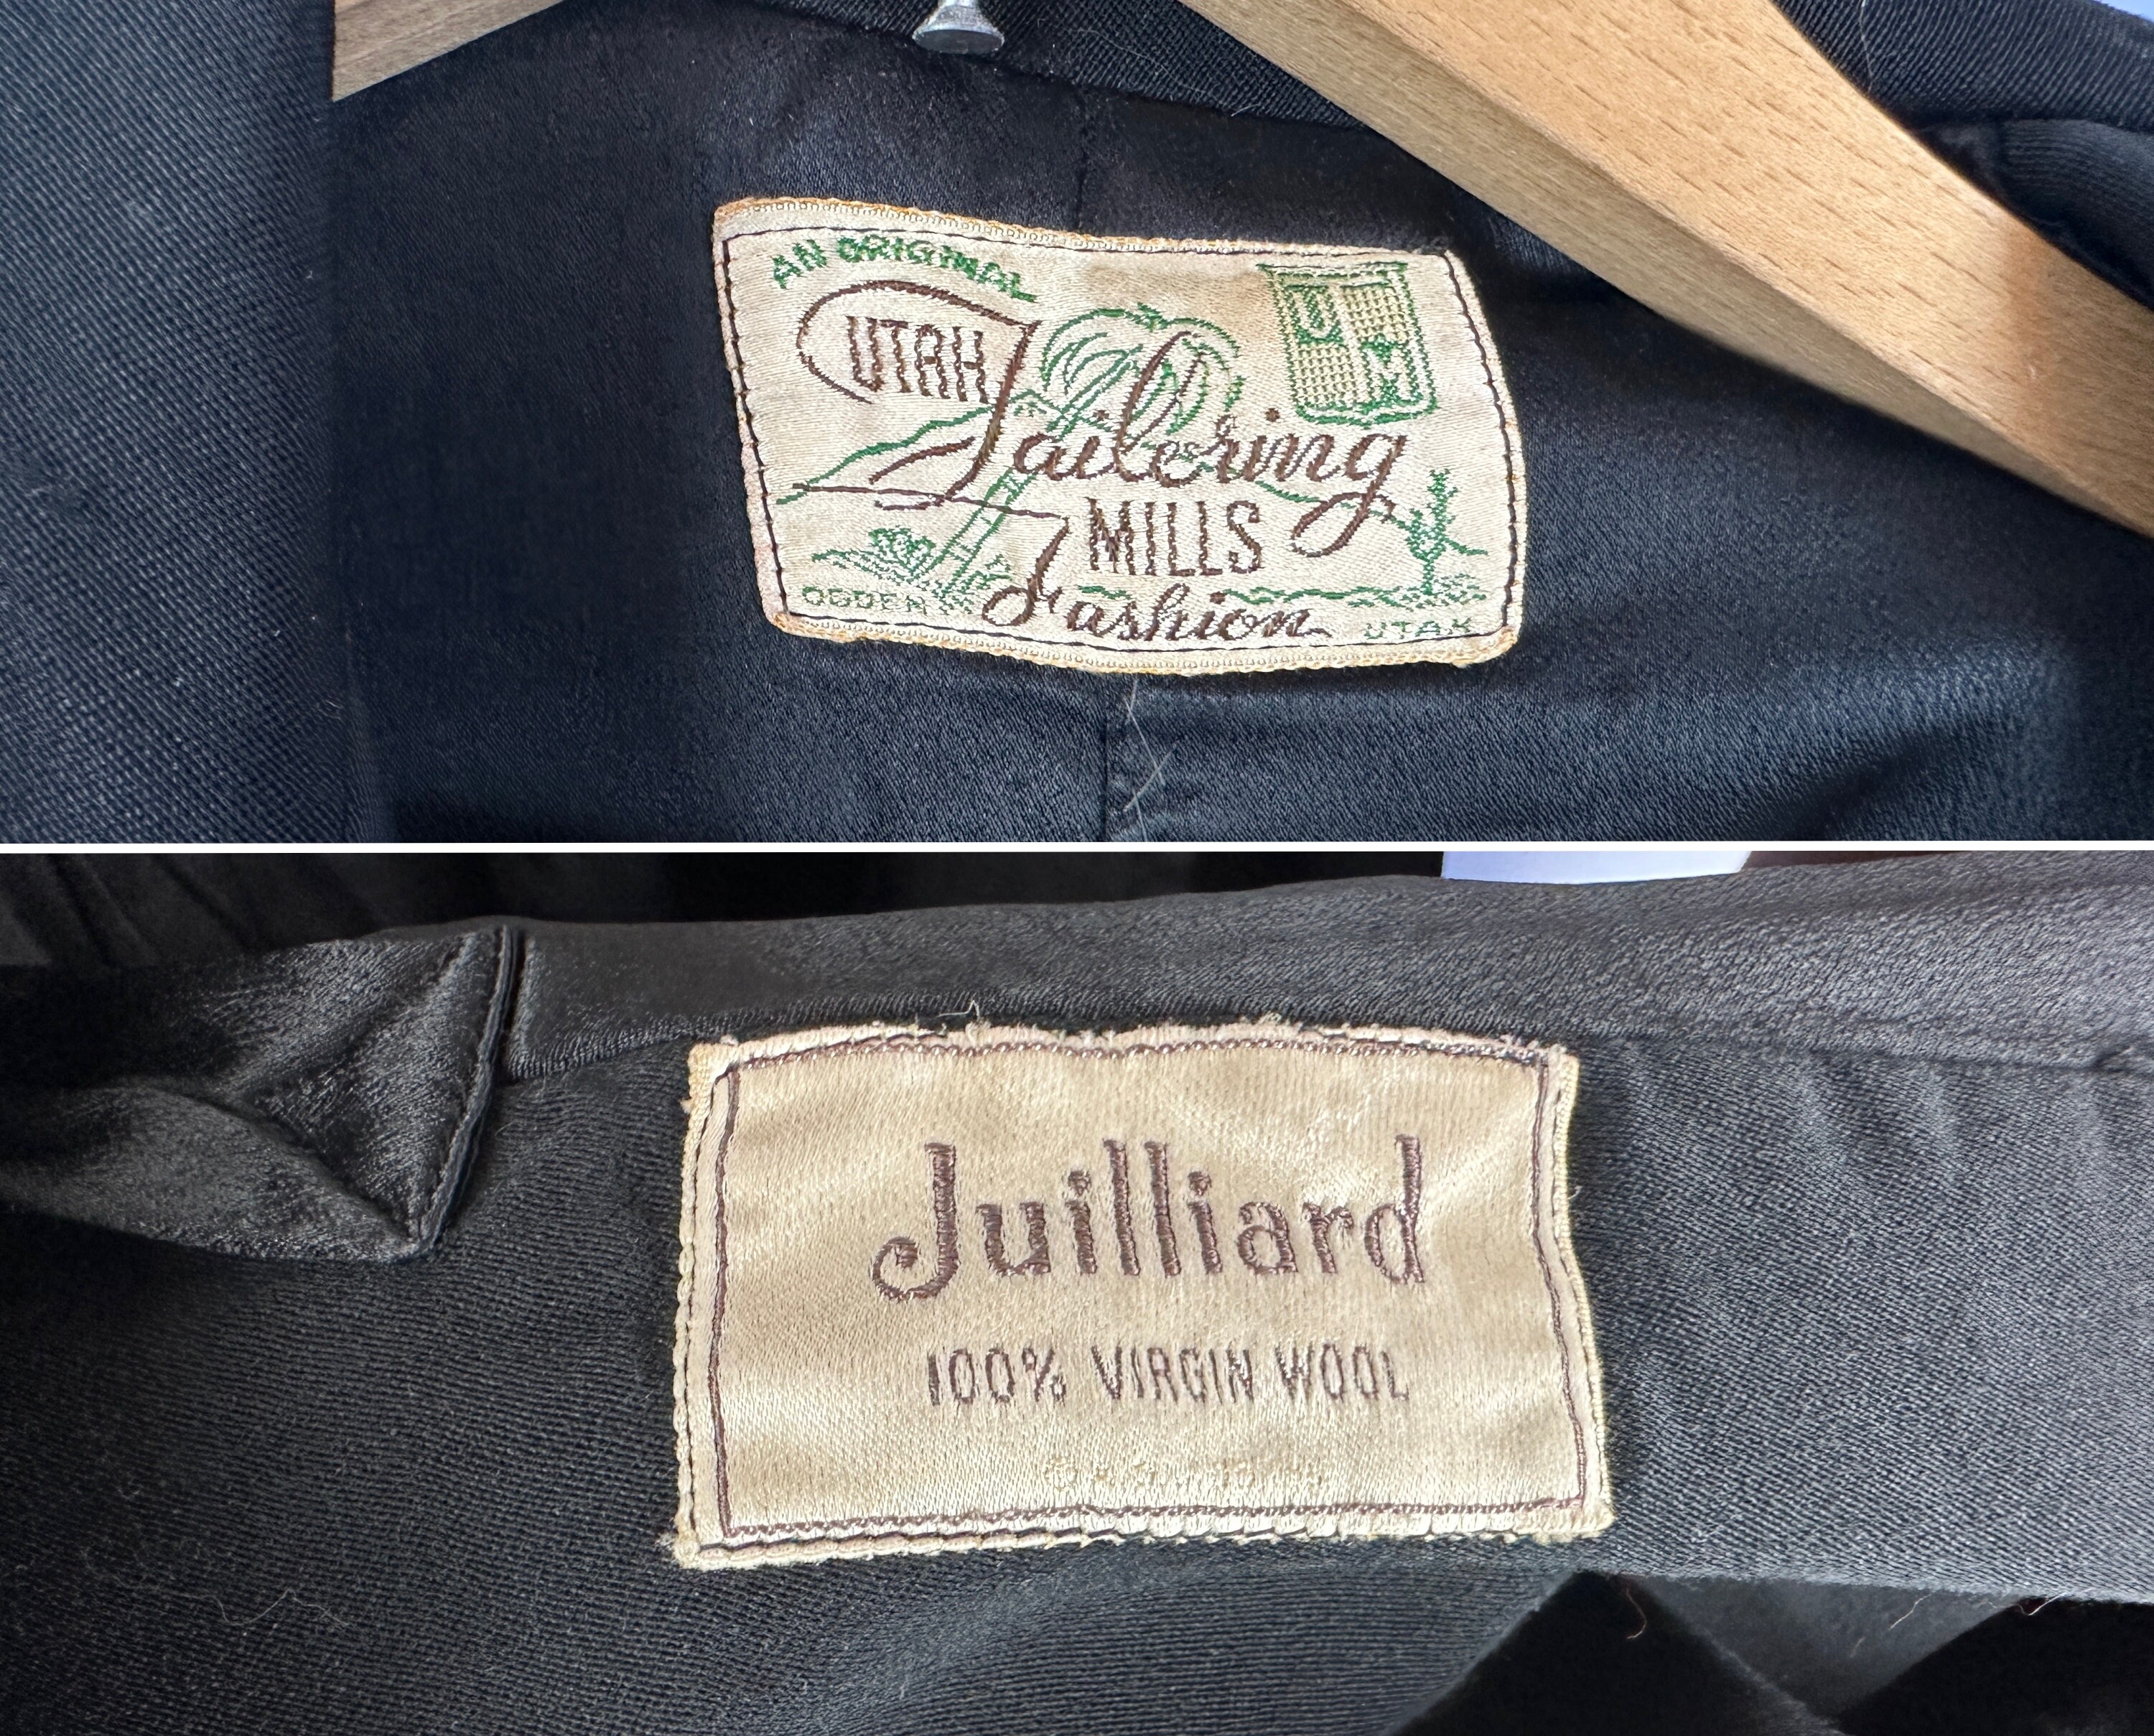 AN ORIGINAL
UTAH
Tailoring
MILLS
Fashion
OGDEN UTAH
U
T
M
Juilliard
100% VIRGIN WOOL